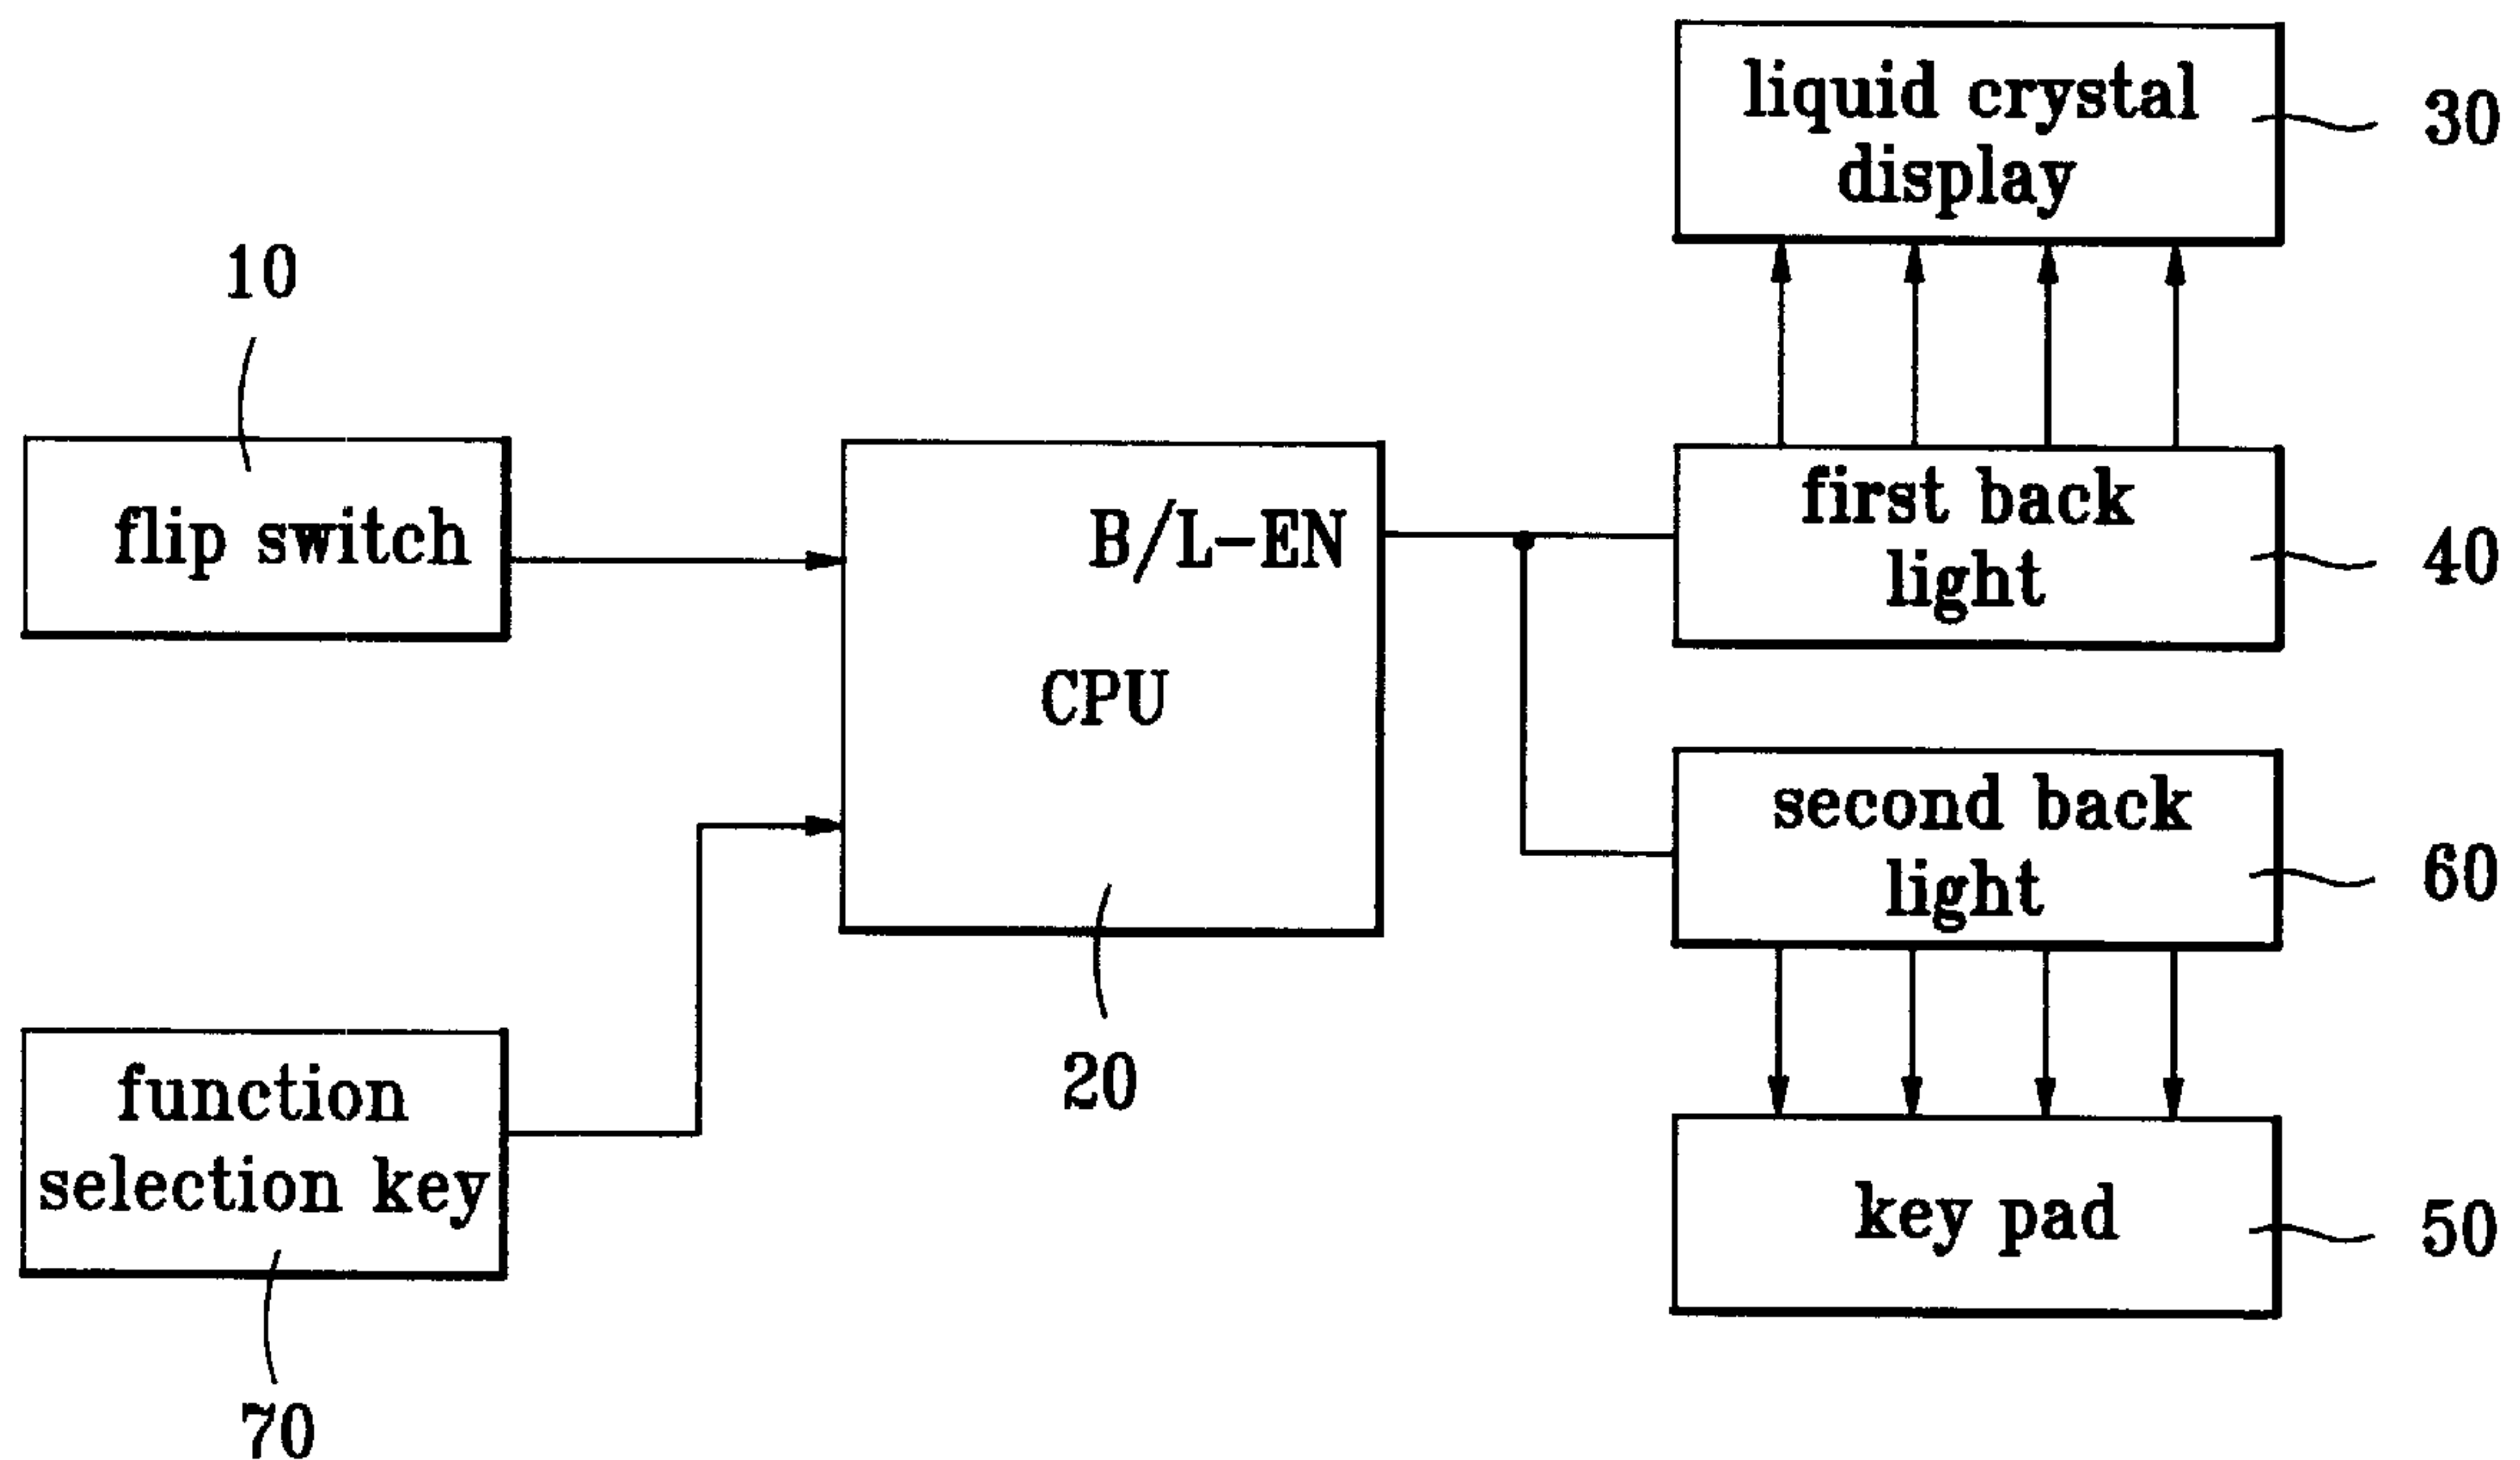 10
flip switch
function
selection key
70
B/L-EN
CPU
20
liquid crystal
display
30
first back
light
40
second back
light
60
key pad
50